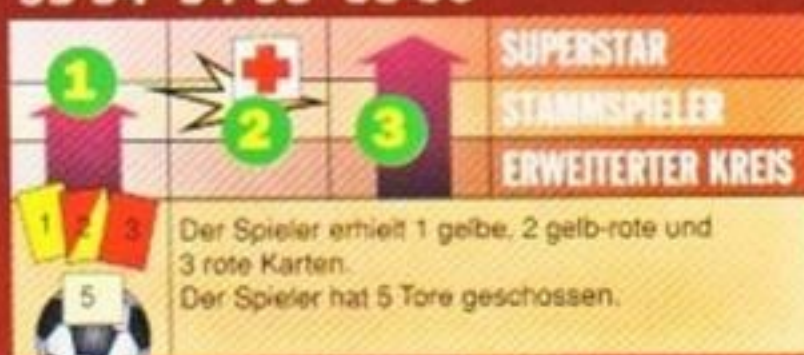 SUPERSTAR
1
2
3
STAMMSPIELER
ERWEITERTER KREIS
1 2 3
Der Spieler erhielt 1 gelbe, 2 gelb-rote und
3 rote Karten.
5
Der Spieler hat 5 Tore geschossen.